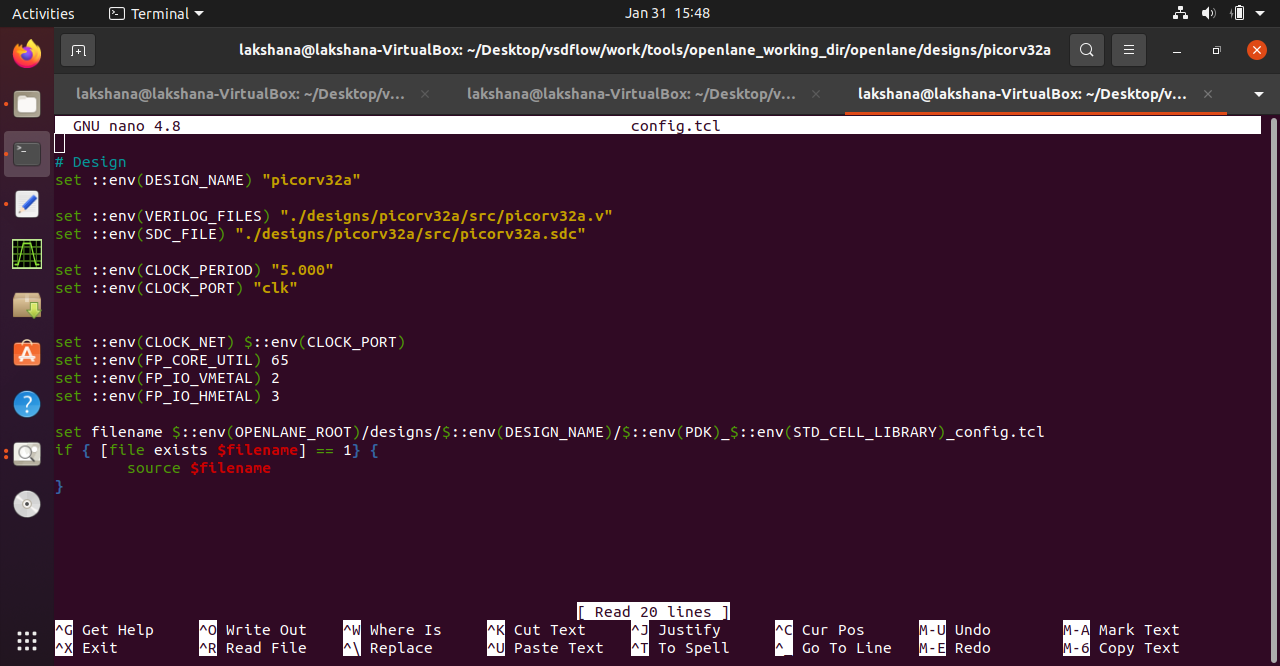 Activities Terminal Jan 31 15:48
lakshana@lakshana-VirtualBox: ~/Desktop/vsdflow/work/tools/openlane_working_dir/openlane/designs/picorv32a
lakshana@lakshana-VirtualBox: ~/Desktop/v... lakshana@lakshana-VirtualBox: ~/Desktop/v... lakshana@lakshana-VirtualBox: ~/Desktop/v...
GNU nano 4.8 config.tcl
# Design
set ::env(DESIGN_NAME) "picorv32a"
set ::env(VERILOG_FILES) "./designs/picorv32a/src/picorv32a.v"
set ::env(SDC_FILE) "./designs/picorv32a/src/picorv32a.sdc"
set ::env(CLOCK_PERIOD) "5.000"
set ::env(CLOCK_PORT) "clk"
set ::env(CLOCK_NET) $::env(CLOCK_PORT)
set ::env(FP_CORE_UTIL) 65
set ::env(FP_IO_VMETAL) 2
set ::env(FP_IO_HMETAL) 3
set filename $::env(OPENLANE_ROOT)/designs/$::env(DESIGN_NAME)/$::env(PDK)_$::env(STD_CELL_LIBRARY)_config.tcl
if { [file exists $filename] == 1} {
        source $filename
}
[ Read 20 lines ]
^G Get Help ^O Write Out ^W Where Is ^K Cut Text ^J Justify ^C Cur Pos M-U Undo M-A Mark Text
^X Exit ^R Read File ^\ Replace ^U Paste Text ^T To Spell ^_ Go To Line M-E Redo M-6 Copy Text